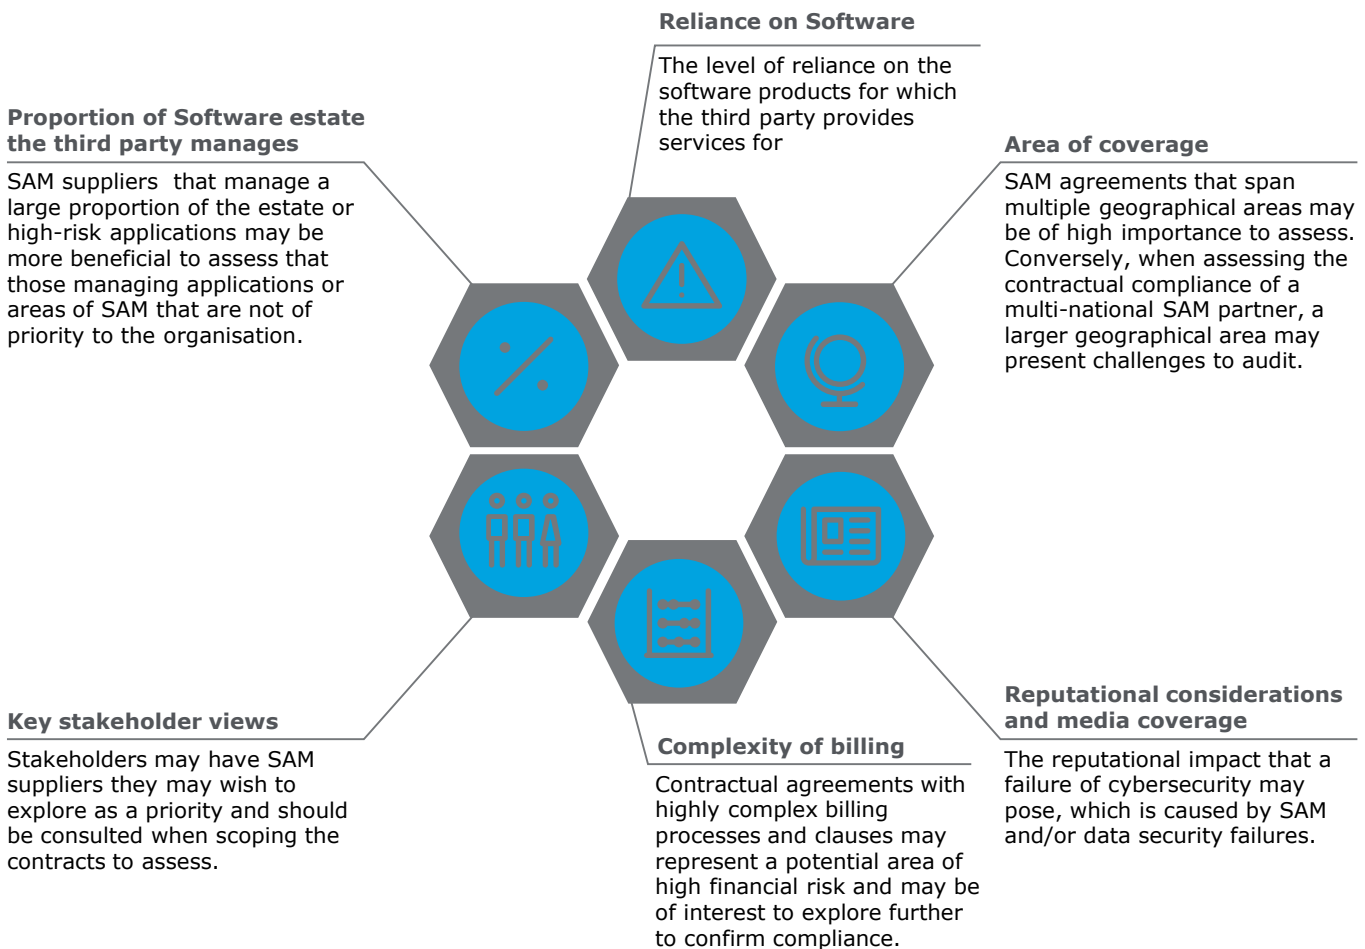 Reliance on Software
The level of reliance on the
software products for which
the third party provides
services for
Proportion of Software estate
the third party manages
SAM suppliers  that manage a
large proportion of the estate or
high-risk applications may be
more beneficial to assess that
those managing applications or
areas of SAM that are not of
priority to the organisation.
Area of coverage
SAM agreements that span
multiple geographical areas may
be of high importance to assess.
Conversely, when assessing the
contractual compliance of a
multi-national SAM partner, a
larger geographical area may
present challenges to audit.
Key stakeholder views
Stakeholders may have SAM
suppliers they may wish to
explore as a priority and should
be consulted when scoping the
contracts to assess.
Complexity of billing
Contractual agreements with
highly complex billing
processes and clauses may
represent a potential area of
high financial risk and may be
of interest to explore further
to confirm compliance.
Reputational considerations
and media coverage
The reputational impact that a
failure of cybersecurity may
pose, which is caused by SAM
and/or data security failures.